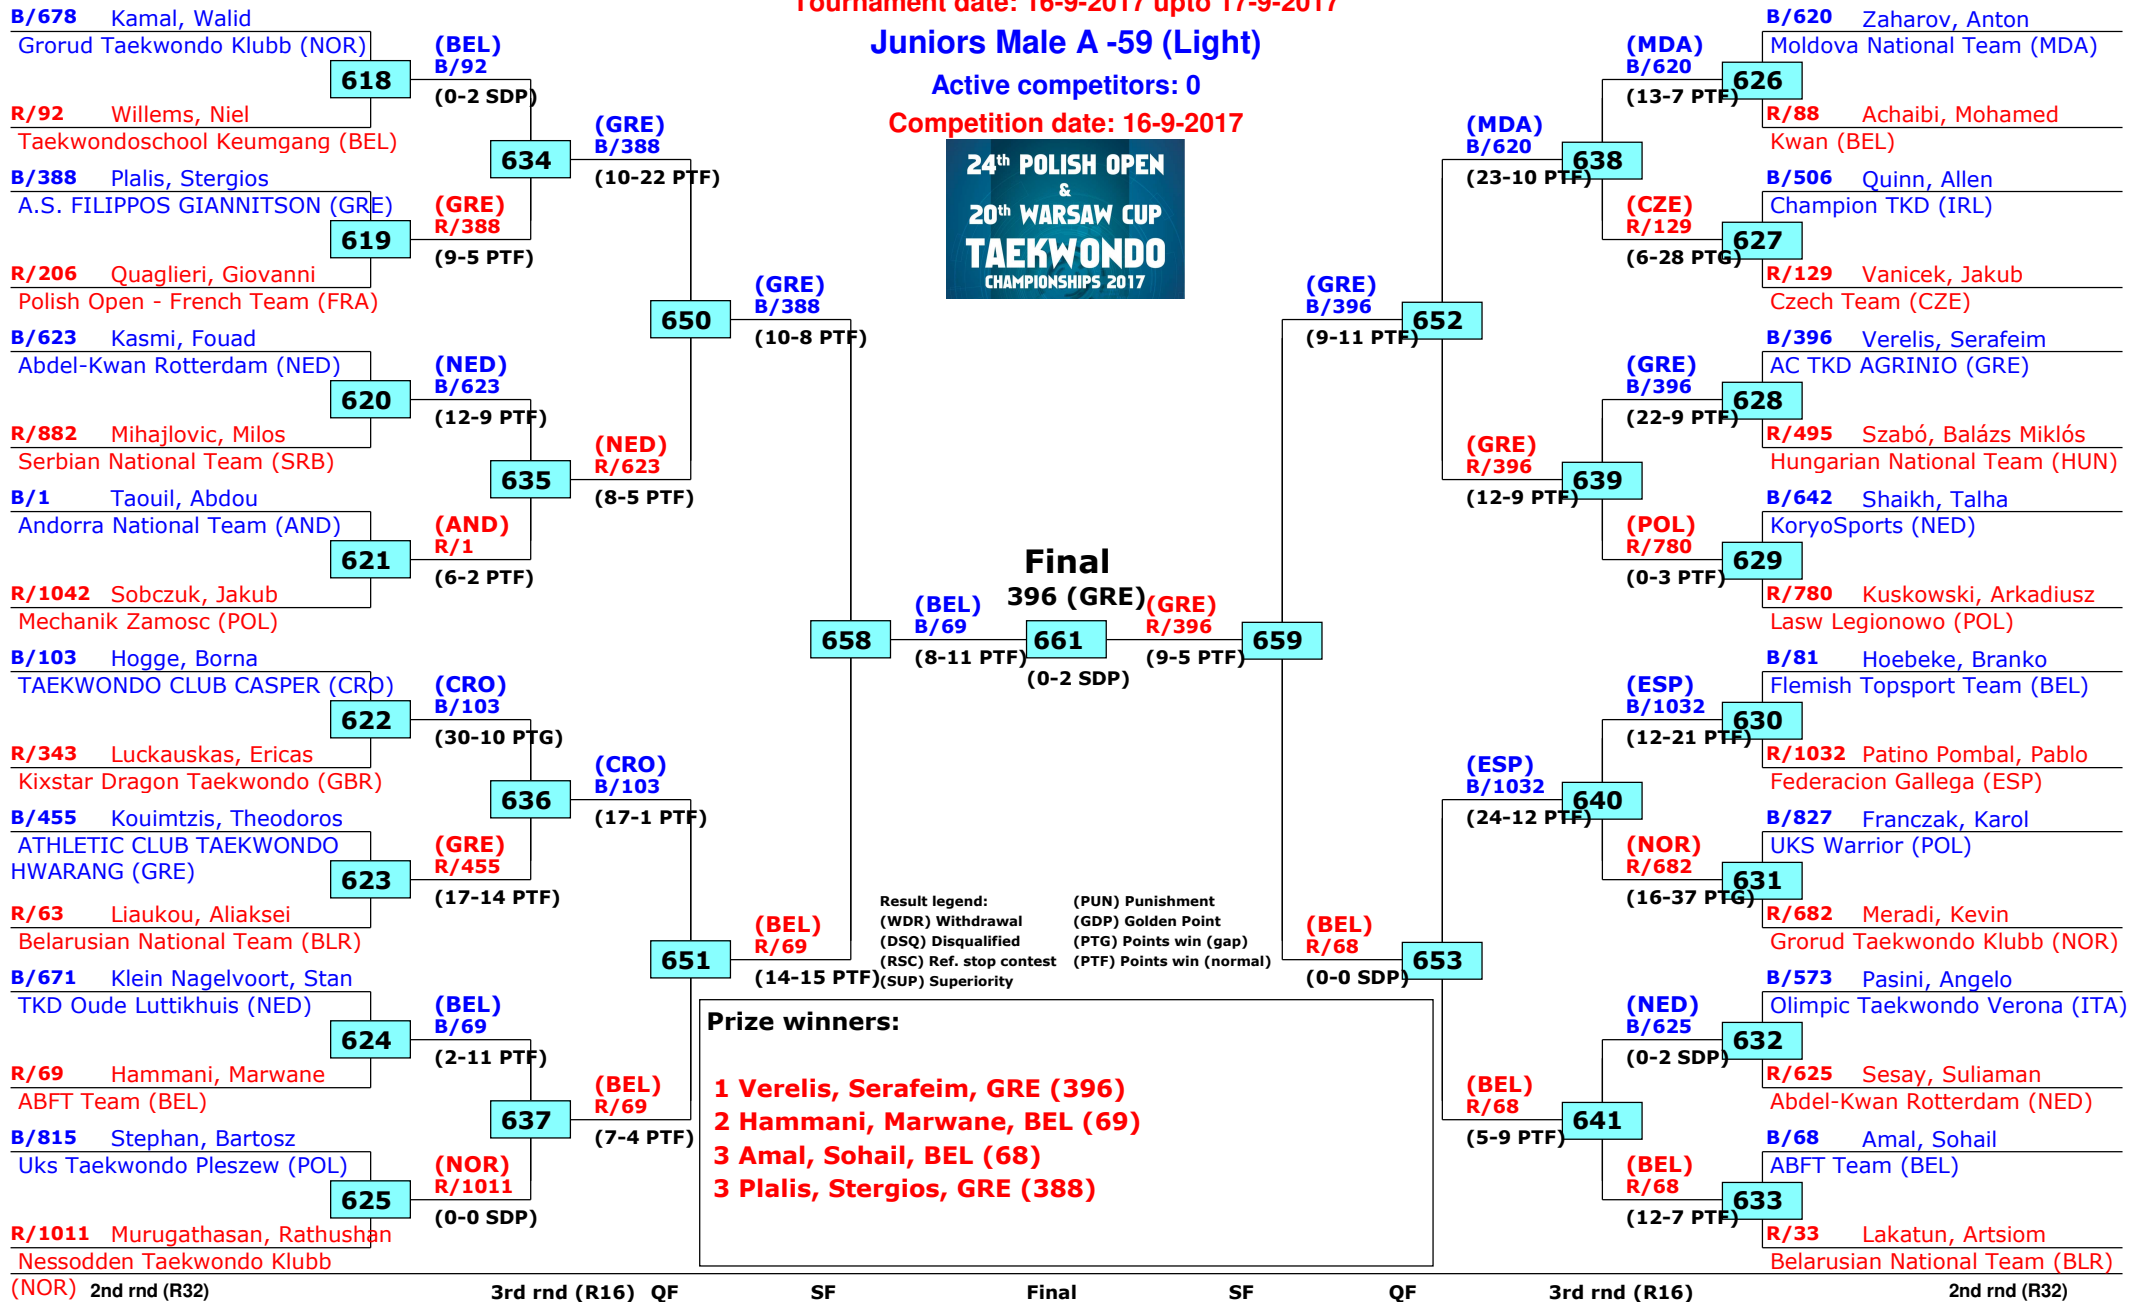 Tournament date: 16-9-2017 upto 17-9-2017
Juniors Male A -59 (Light)
Active competitors: 0
Competition date: 16-9-2017
24th POLISH OPEN
&
20th WARSAW CUP
TAEKWONDO
CHAMPIONSHIPS 2017
B/678 Kamal, Walid
Grorud Taekwondo Klubb (NOR)
618
R/92 Willems, Niel
Taekwondoschool Keumgang (BEL)
B/388 Plalis, Stergios
A.S. FILIPPOS GIANNITSON (GRE)
619
R/206 Quaglieri, Giovanni
Polish Open - French Team (FRA)
B/623 Kasmi, Fouad
Abdel-Kwan Rotterdam (NED)
620
R/882 Mihajlovic, Milos
Serbian National Team (SRB)
B/1 Taouil, Abdou
Andorra National Team (AND)
621
R/1042 Sobczuk, Jakub
Mechanik Zamosc (POL)
B/103 Hogge, Borna
TAEKWONDO CLUB CASPER (CRO)
622
R/343 Luckauskas, Ericas
Kixstar Dragon Taekwondo (GBR)
B/455 Kouimtzis, Theodoros
ATHLETIC CLUB TAEKWONDO
HWARANG (GRE)
623
R/63 Liaukou, Aliaksei
Belarusian National Team (BLR)
B/671 Klein Nagelvoort, Stan
TKD Oude Luttikhuis (NED)
624
R/69 Hammani, Marwane
ABFT Team (BEL)
B/815 Stephan, Bartosz
Uks Taekwondo Pleszew (POL)
625
R/1011 Murugathasan, Rathushan
Nessodden Taekwondo Klubb
(NOR)
(BEL)
B/92
(0-2 SDP)
634
(GRE)
R/388
(9-5 PTF)
(NED)
B/623
(12-9 PTF)
635
(AND)
R/1
(6-2 PTF)
(CRO)
B/103
(30-10 PTG)
636
(GRE)
R/455
(17-14 PTF)
(BEL)
B/69
(2-11 PTF)
637
(NOR)
R/1011
(0-0 SDP)
(GRE)
B/388
(10-22 PTF)
650
(NED)
R/623
(8-5 PTF)
(CRO)
B/103
(17-1 PTF)
651
(BEL)
R/69
(7-4 PTF)
(GRE)
B/388
(10-8 PTF)
658
(BEL)
R/69
(14-15 PTF)
(BEL)
B/69
(8-11 PTF)
Final
396 (GRE)
661
(0-2 SDP)
(GRE)
R/396
(9-5 PTF)
659
(GRE)
B/396
(9-11 PTF)
652
(BEL)
R/68
(0-0 SDP)
653
(MDA)
B/620
(23-10 PTF)
638
(GRE)
R/396
(12-9 PTF)
639
(ESP)
B/1032
(24-12 PTF)
640
(BEL)
R/68
(5-9 PTF)
641
(MDA)
B/620
(13-7 PTF)
626
(CZE)
R/129
(6-28 PTG)
627
(GRE)
B/396
(22-9 PTF)
628
(POL)
R/780
(0-3 PTF)
629
(ESP)
B/1032
(12-21 PTF)
630
(NOR)
R/682
(16-37 PTG)
631
(NED)
B/625
(0-2 SDP)
632
(BEL)
R/68
(12-7 PTF)
633
B/620 Zaharov, Anton
Moldova National Team (MDA)
R/88 Achaibi, Mohamed
Kwan (BEL)
B/506 Quinn, Allen
Champion TKD (IRL)
R/129 Vanicek, Jakub
Czech Team (CZE)
B/396 Verelis, Serafeim
AC TKD AGRINIO (GRE)
R/495 Szabó, Balázs Miklós
Hungarian National Team (HUN)
B/642 Shaikh, Talha
KoryoSports (NED)
R/780 Kuskowski, Arkadiusz
Lasw Legionowo (POL)
B/81 Hoebeke, Branko
Flemish Topsport Team (BEL)
R/1032 Patino Pombal, Pablo
Federacion Gallega (ESP)
B/827 Franczak, Karol
UKS Warrior (POL)
R/682 Meradi, Kevin
Grorud Taekwondo Klubb (NOR)
B/573 Pasini, Angelo
Olimpic Taekwondo Verona (ITA)
R/625 Sesay, Suliaman
Abdel-Kwan Rotterdam (NED)
B/68 Amal, Sohail
ABFT Team (BEL)
R/33 Lakatun, Artsiom
Belarusian National Team (BLR)
Result legend: (PUN) Punishment
(WDR) Withdrawal (GDP) Golden Point
(DSQ) Disqualified (PTG) Points win (gap)
(RSC) Ref. stop contest (PTF) Points win (normal)
(SUP) Superiority
Prize winners:
1 Verelis, Serafeim, GRE (396)
2 Hammani, Marwane, BEL (69)
3 Amal, Sohail, BEL (68)
3 Plalis, Stergios, GRE (388)
2nd rnd (R32) 3rd rnd (R16) QF SF Final SF QF 3rd rnd (R16) 2nd rnd (R32)